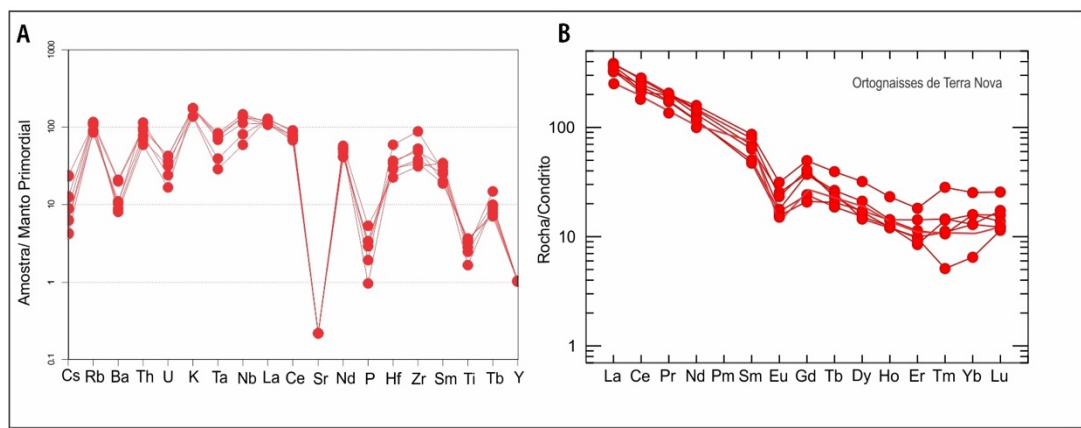 A
Amostra/ Manto Primordial
1000
100
10
1
0.1
Cs Rb Ba Th U K Ta Nb La Ce Sr Nd P Hf Zr Sm Ti Tb Y
B
Ortognaisses de Terra Nova
Rocha/Condrito
100
10
1
La Ce Pr Nd Pm Sm Eu Gd Tb Dy Ho Er Tm Yb Lu